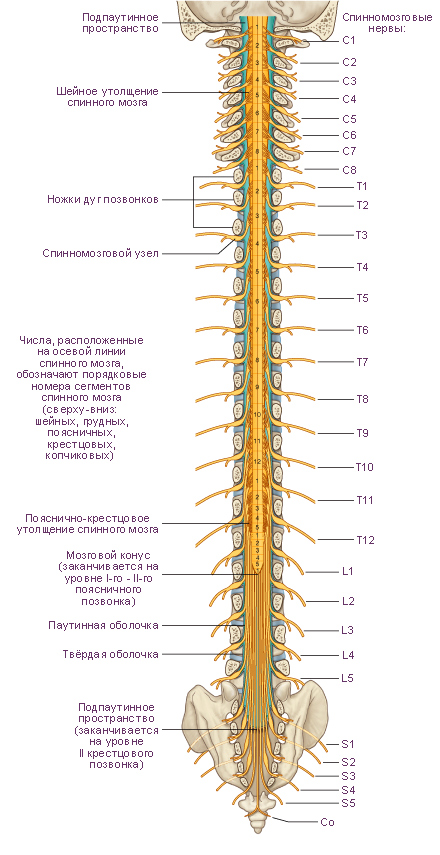 Подпаутинное
пространство
Спинномозговые
нервы:
C1
C2
C3
Шейное утолщение
спинного мозга
C4
C5
C6
C7
C8
T1
Ножки дуг позвонков
T2
T3
Спинномозговой узел
T4
T5
T6
Числа, расположенные
на осевой линии
спинного мозга,
обозначают порядковые
номера сегментов
спинного мозга
(сверху-вниз:
шейных, грудных,
поясничных,
крестцовых,
копчиковых)
T7
T8
T9
T10
T11
Пояснично-крестцовое
утолщение спинного мозга
T12
Мозговой конус
(заканчивается на
уровне I-го - II-го
поясничного
позвонка)
L1
L2
Паутинная оболочка
L3
Твёрдая оболочка
L4
L5
Подпаутинное
пространство
(заканчивается
на уровне
II крестцового
позвонка)
S1
S2
S3
S4
S5
Co